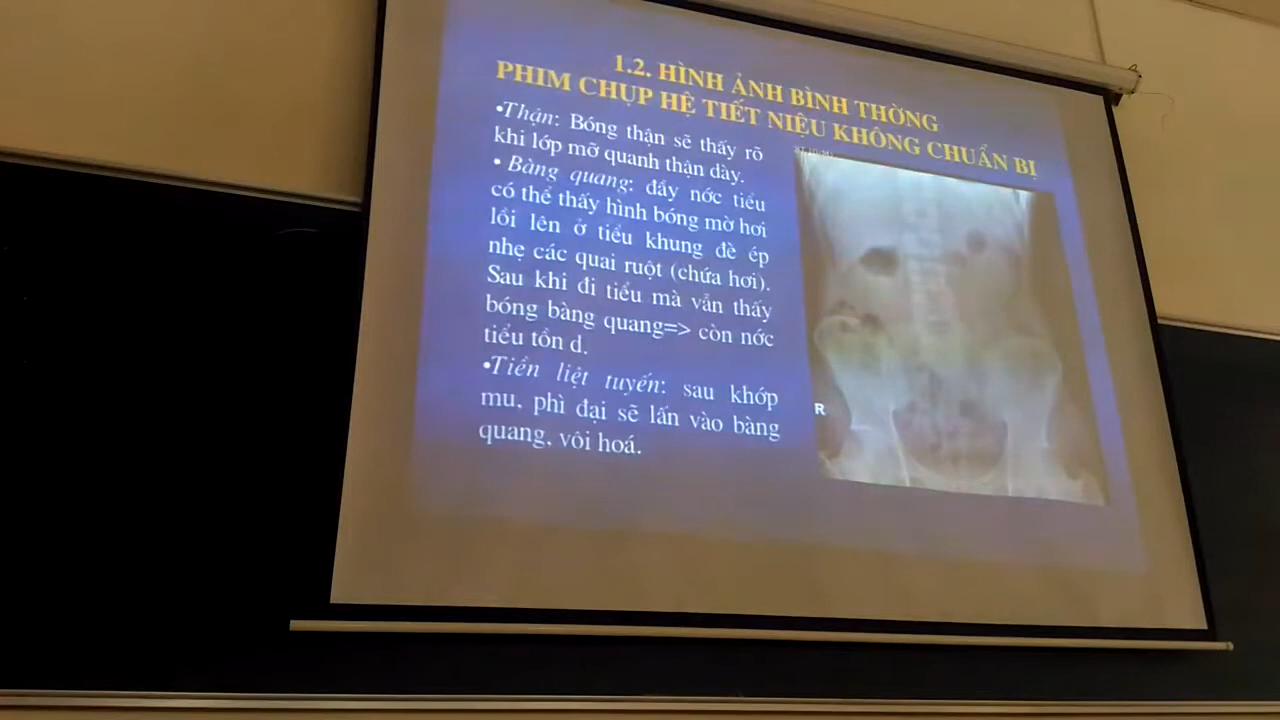 1.2. HÌNH ẢNH BÌNH THỜNG
PHIM CHỤP HỆ TIẾT NIỆU KHÔNG CHUẨN BỊ
•Thận: Bóng thận sẽ thấy rõ
khi lớp mỡ quanh thận dày.
• Bàng quang: đầy nớc tiểu
có thể thấy hình bóng mờ hơi
lồi lên ở tiểu khung đè ép
nhẹ các quai ruột (chứa hơi).
Sau khi đi tiểu mà vẫn thấy
bóng bàng quang=> còn nớc
tiểu tồn d.
•Tiền liệt tuyến: sau khớp
mu, phì đại sẽ lấn vào bàng
quang, vôi hoá.
R